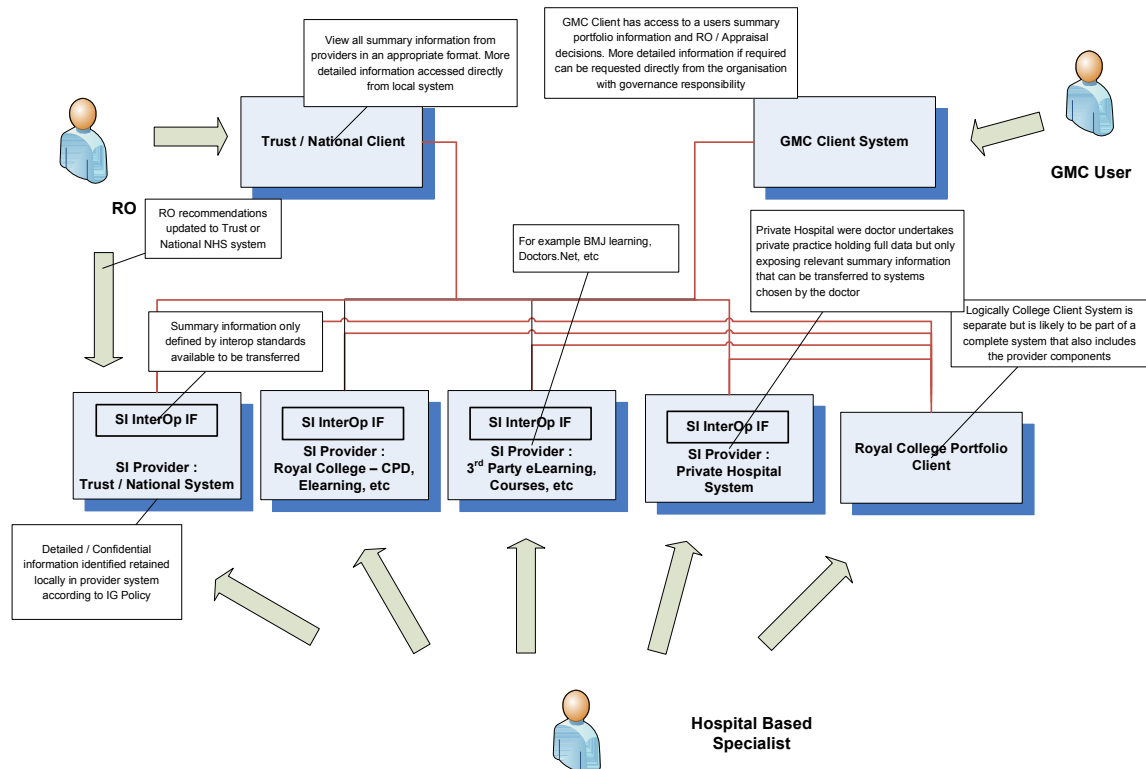 View all summary information from
providers in an appropriate format. More
detailed information accessed directly
from local system
GMC Client has access to a users summary
portfolio information and RO / Appraisal
decisions. More detailed information if required
can be requested directly from the organisation
with governance responsibility
Trust / National Client
GMC Client System
GMC User
RO
RO recommendations
updated to Trust or
National NHS system
For example BMJ learning,
Doctors.Net, etc
Private Hospital were doctor undertakes
private practice holding full data but only
exposing relevant summary information
that can be transferred to systems
chosen by the doctor
Logically College Client System is
separate but is likely to be part of a
complete system that also includes
the provider components
Summary information only
defined by interop standards
available to be transferred
SI InterOp IF
SI Provider :
Trust / National System
SI InterOp IF
SI Provider :
Royal College – CPD,
Elearning, etc
SI InterOp IF
SI Provider :
3rd Party eLearning,
Courses, etc
SI InterOp IF
SI Provider :
Private Hospital
System
Royal College Portfolio
Client
Detailed / Confidential
information identified retained
locally in provider system
according to IG Policy
Hospital Based
Specialist